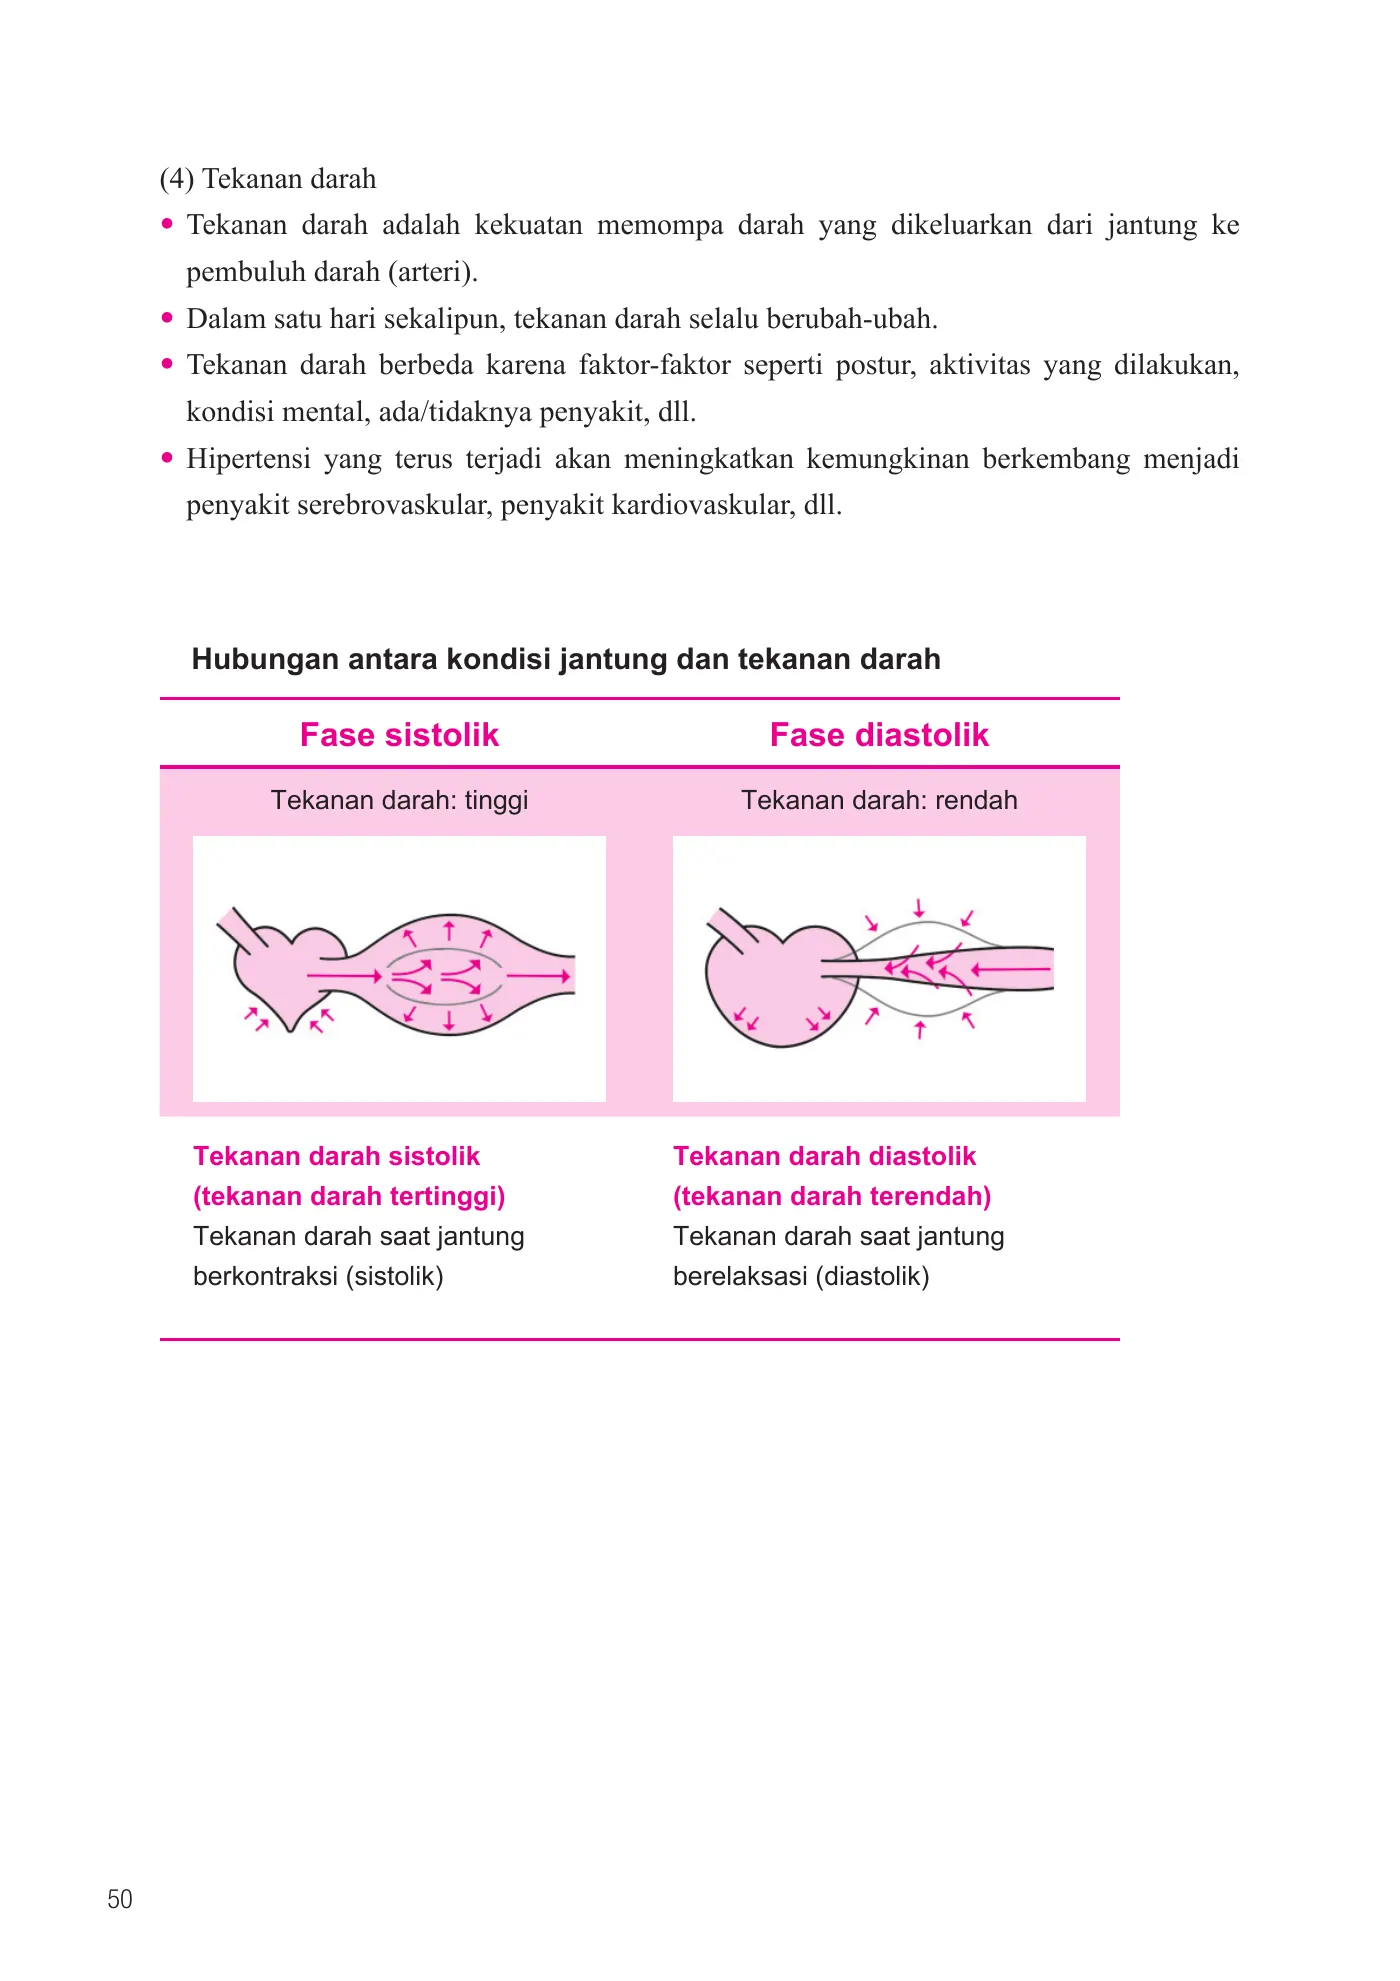 (4) Tekanan darah
• Tekanan darah adalah kekuatan memompa darah yang dikeluarkan dari jantung ke
pembuluh darah (arteri).
• Dalam satu hari sekalipun, tekanan darah selalu berubah-ubah.
• Tekanan darah berbeda karena faktor-faktor seperti postur, aktivitas yang dilakukan,
kondisi mental, ada/tidaknya penyakit, dll.
• Hipertensi yang terus terjadi akan meningkatkan kemungkinan berkembang menjadi
penyakit serebrovaskular, penyakit kardiovaskular, dll.
Hubungan antara kondisi jantung dan tekanan darah
Fase sistolik
Tekanan darah: tinggi
Tekanan darah sistolik
(tekanan darah tertinggi)
Tekanan darah saat jantung
berkontraksi (sistolik)
Fase diastolik
Tekanan darah: rendah
Tekanan darah diastolik
(tekanan darah terendah)
Tekanan darah saat jantung
berelaksasi (diastolik)
50